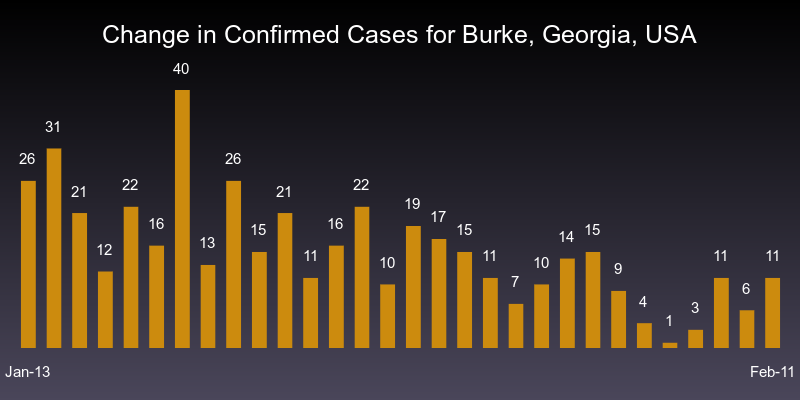 Change in Confirmed Cases for Burke, Georgia, USA
26 31 21 12 22 16 40 13 26 15 21 11 16 22 10 19 17 15 11 7 10 14 15 9 4 1 3 11 6 11
Jan-13 Feb-11